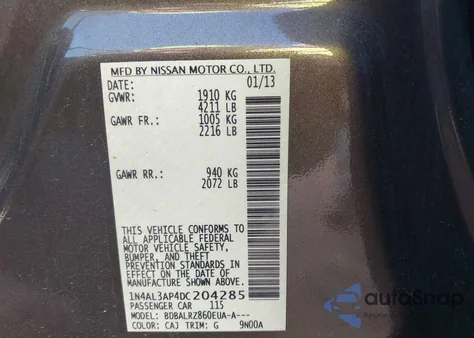 MFD BY NISSAN MOTOR CO., LTD.
DATE: 01/13
GVWR: 1910 KG
4211 LB
GAWR FR.: 1005 KG
2216 LB
GAWR RR.: 940 KG
2072 LB
THIS VEHICLE CONFORMS TO
ALL APPLICABLE FEDERAL
MOTOR VEHICLE SAFETY,
BUMPER, AND THEFT
PREVENTION STANDARDS IN
EFFECT ON THE DATE OF
MANUFACTURE SHOWN ABOVE.
1N4AL3AP4DC204285
PASSENGER CAR 115
MODEL: BDBALRZ860EUA-A---
COLOR: CAJ TRIM: G 9N00A
autoSnap